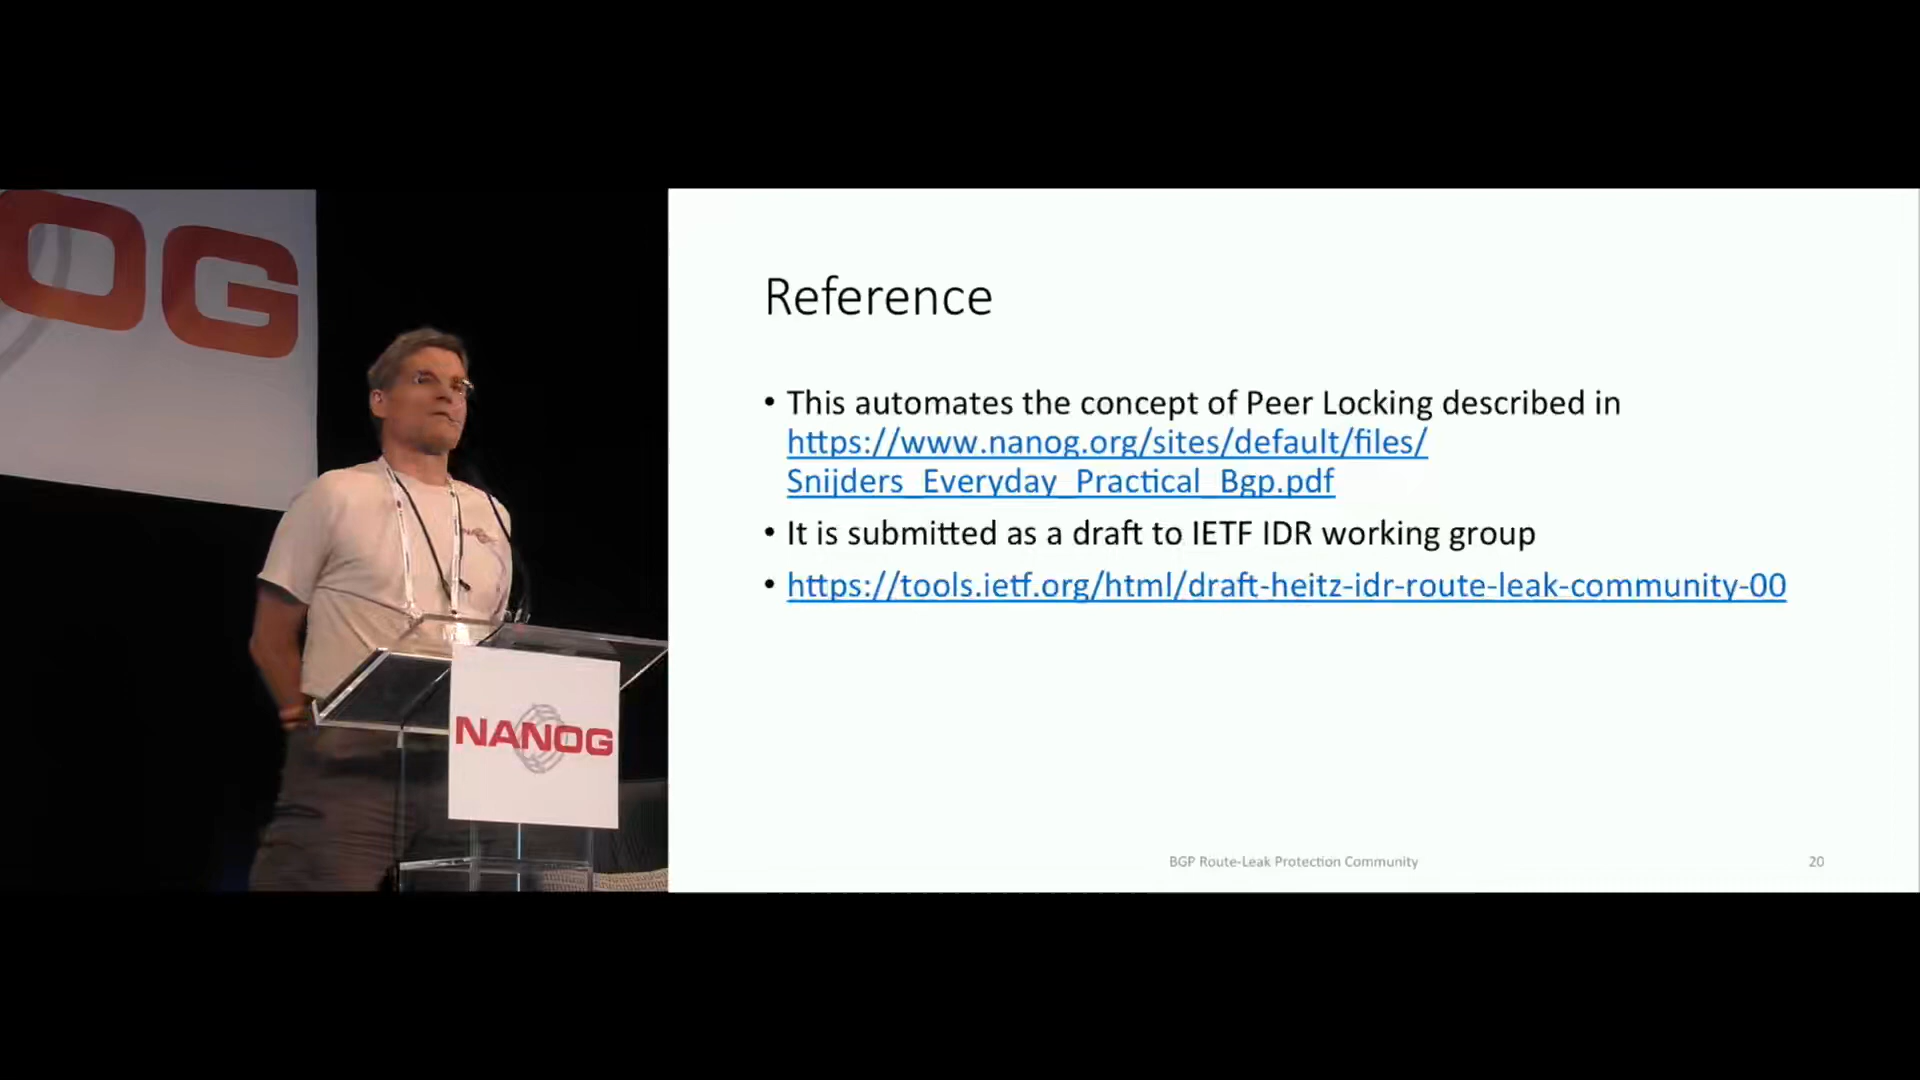 OG
NANOG
Reference
• This automates the concept of Peer Locking described in
https://www.nanog.org/sites/default/files/
Snijders_Everyday_Practical_Bgp.pdf
• It is submitted as a draft to IETF IDR working group
• https://tools.ietf.org/html/draft-heitz-idr-route-leak-community-00
BGP Route-Leak Protection Community
20